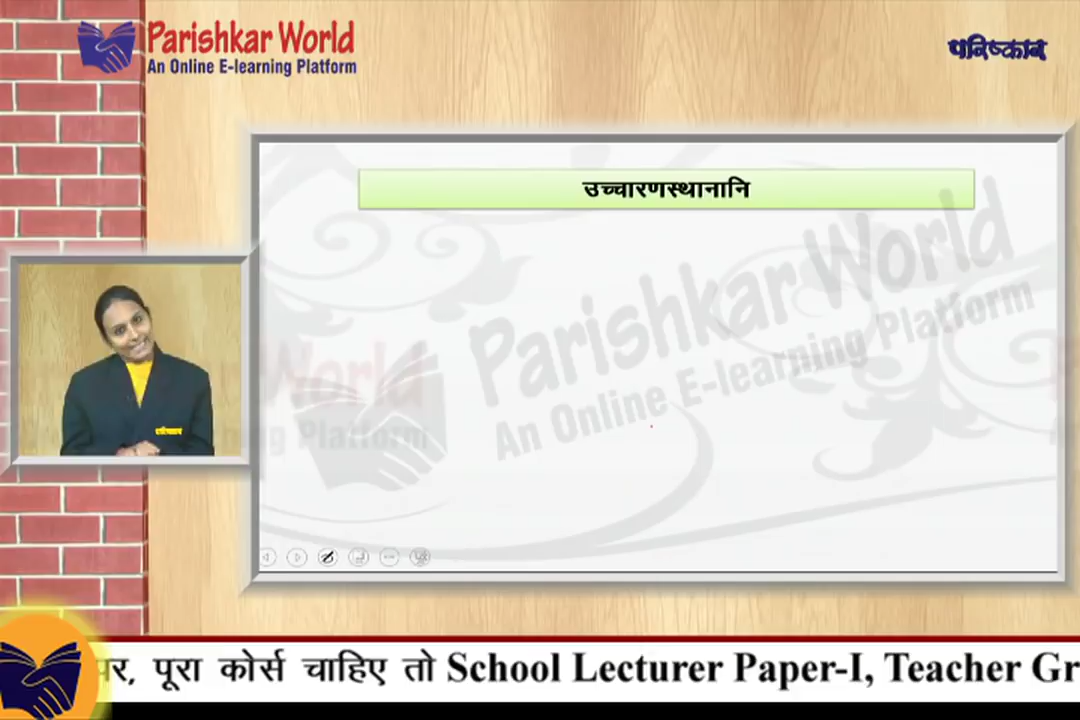 Parishkar World
An Online E-learning Platform
परिष्कार
उच्चारणस्थानानि
Parishkar World
An Online E-learning Platform
पर, पूरा कोर्स चाहिए तो School Lecturer Paper-I, Teacher Gr